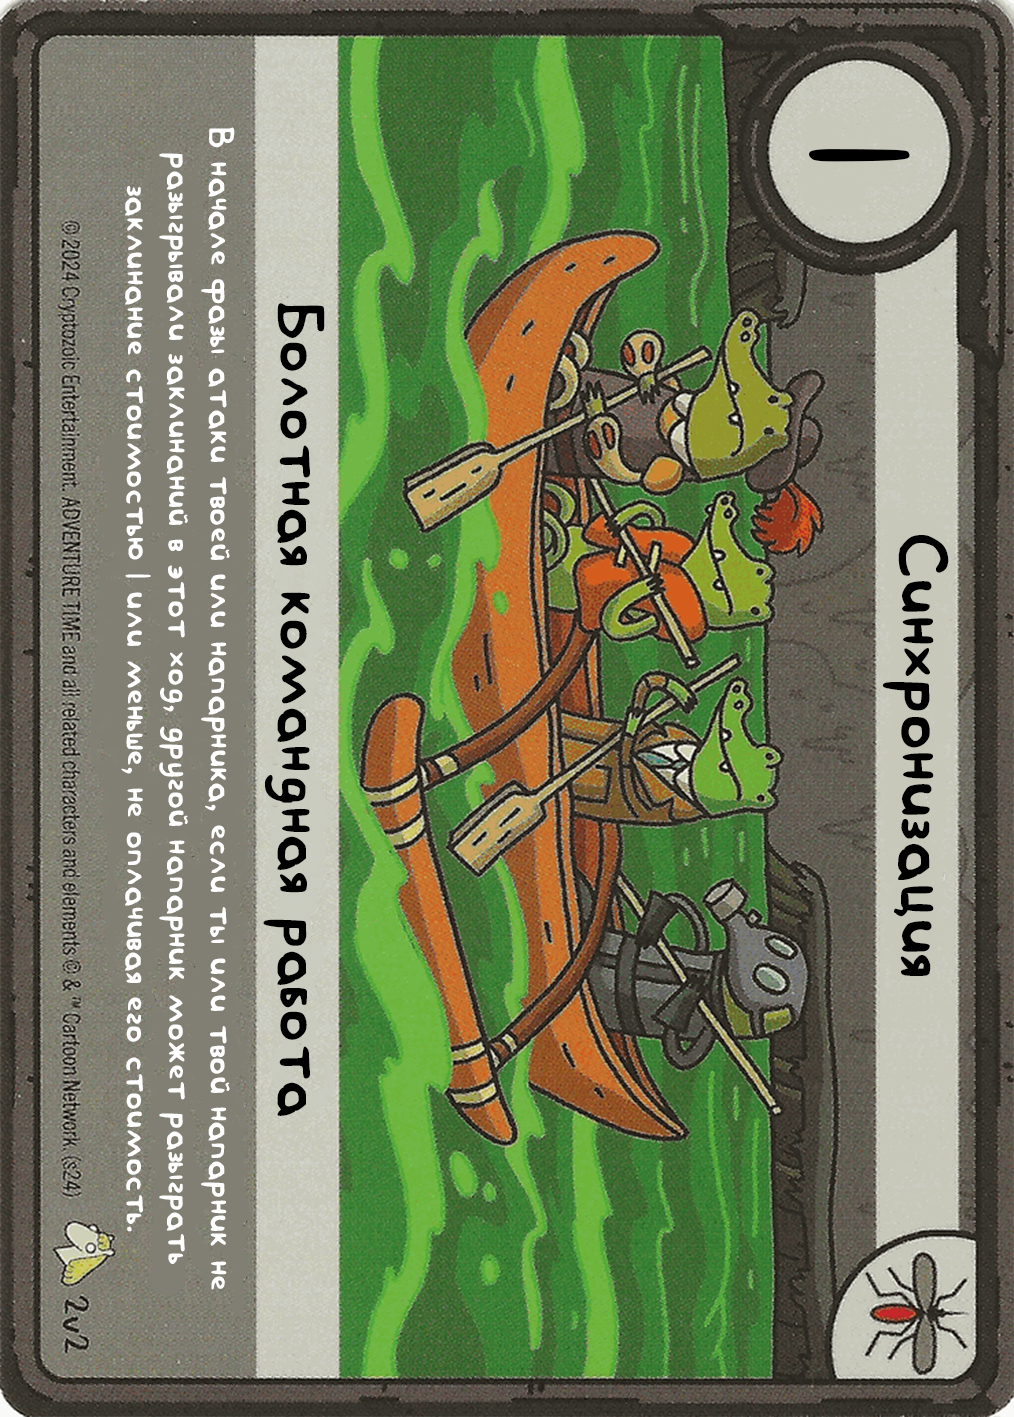 1
Синхронизация
Болотная командная работа
В начале фазы атаки твоей или напарника, если ты или твой напарник не
разыгрывали заклинаний в этот ход, другой напарник может разыграть
заклинание стоимостью 1 или меньше, не оплачивая его стоимость.
© 2024 Cryptozoic Entertainment. ADVENTURE TIME and all related characters and elements © & ™ Cartoon Network. (s24)
2v2